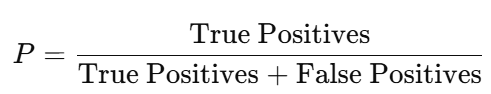 P = True Positives / True Positives + False Positives